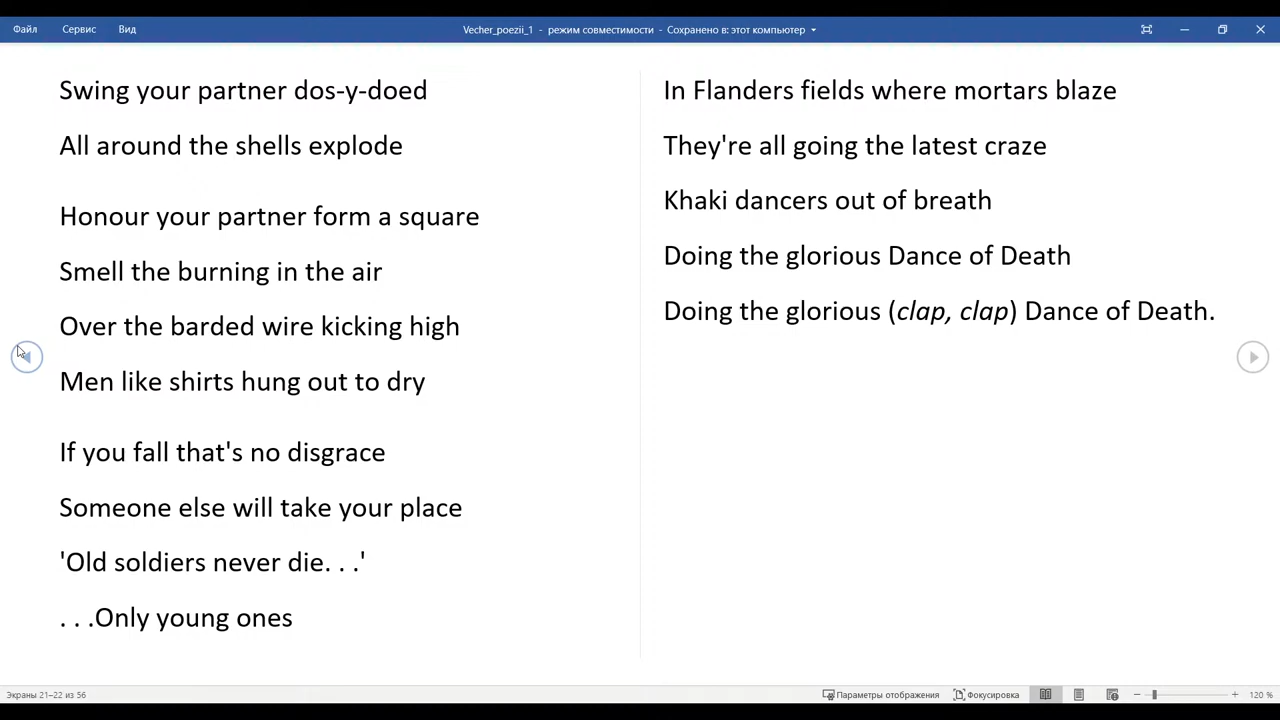 Файл Сервис Вид Vecher_poezii_1 - режим совместимости - Сохранено в: этот компьютер
Swing your partner dos-y-doed
All around the shells explode
Honour your partner form a square
Smell the burning in the air
Over the barded wire kicking high
Men like shirts hung out to dry
If you fall that's no disgrace
Someone else will take your place
'Old soldiers never die. . .'
. . .Only young ones
In Flanders fields where mortars blaze
They're all going the latest craze
Khaki dancers out of breath
Doing the glorious Dance of Death
Doing the glorious (clap, clap) Dance of Death.
Экраны 21–22 из 56 Параметры отображения Фокусировка 120 %